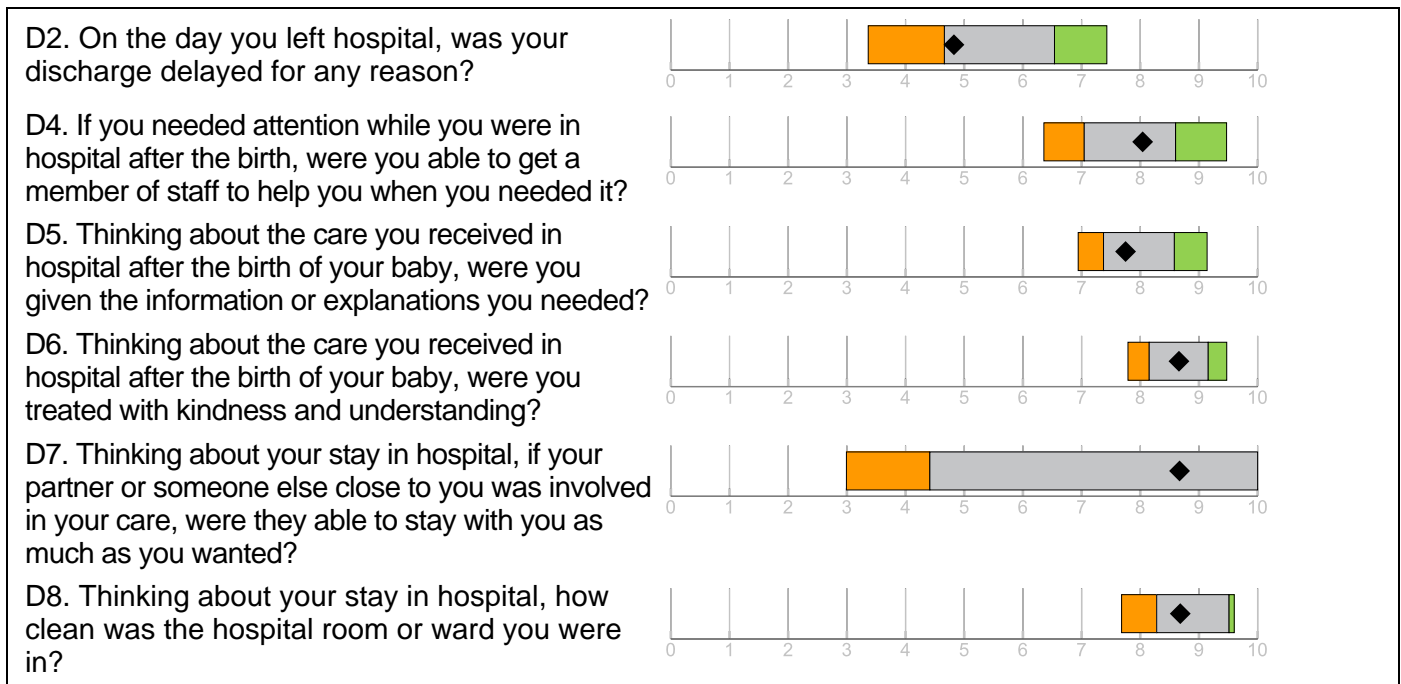 D2. On the day you left hospital, was your
discharge delayed for any reason?
0 1 2 3 4 5 6 7 8 9 10
D4. If you needed attention while you were in
hospital after the birth, were you able to get a
member of staff to help you when you needed it?
0 1 2 3 4 5 6 7 8 9 10
D5. Thinking about the care you received in
hospital after the birth of your baby, were you
given the information or explanations you needed?
0 1 2 3 4 5 6 7 8 9 10
D6. Thinking about the care you received in
hospital after the birth of your baby, were you
treated with kindness and understanding?
0 1 2 3 4 5 6 7 8 9 10
D7. Thinking about your stay in hospital, if your
partner or someone else close to you was involved
in your care, were they able to stay with you as
much as you wanted?
0 1 2 3 4 5 6 7 8 9 10
D8. Thinking about your stay in hospital, how
clean was the hospital room or ward you were
in?
0 1 2 3 4 5 6 7 8 9 10